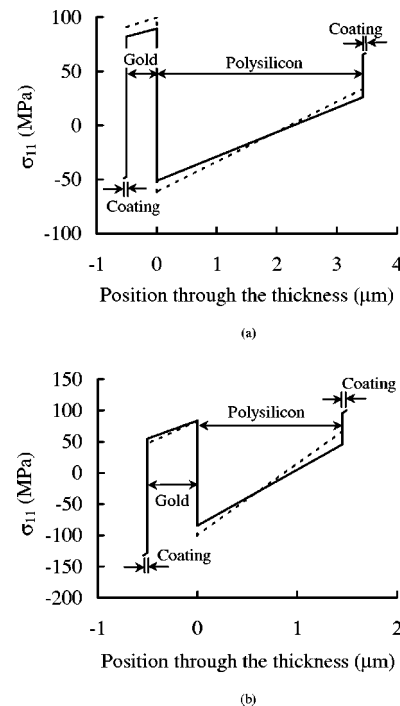 100
50
0
-50
-100
σ11 (MPa)
Coating
Gold
Polysilicon
Coating
-1 0 1 2 3 4
Position through the thickness (μm)
(a)
150
100
50
0
-50
-100
-150
-200
σ11 (MPa)
Coating
Polysilicon
Gold
Coating
-1 0 1 2
Position through the thickness (μm)
(b)